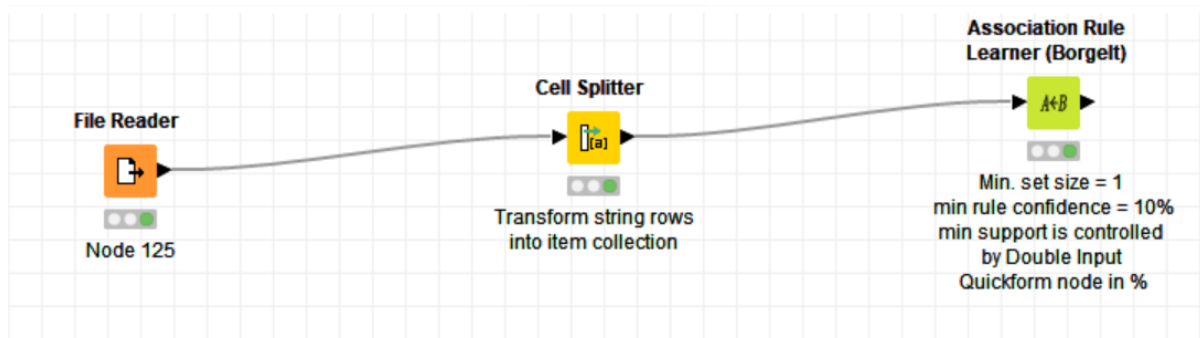 File Reader
Node 125
Cell Splitter
[a]
Transform string rows
into item collection
Association Rule
Learner (Borgelt)
A←B
Min. set size = 1
min rule confidence = 10%
min support is controlled
by Double Input
Quickform node in %